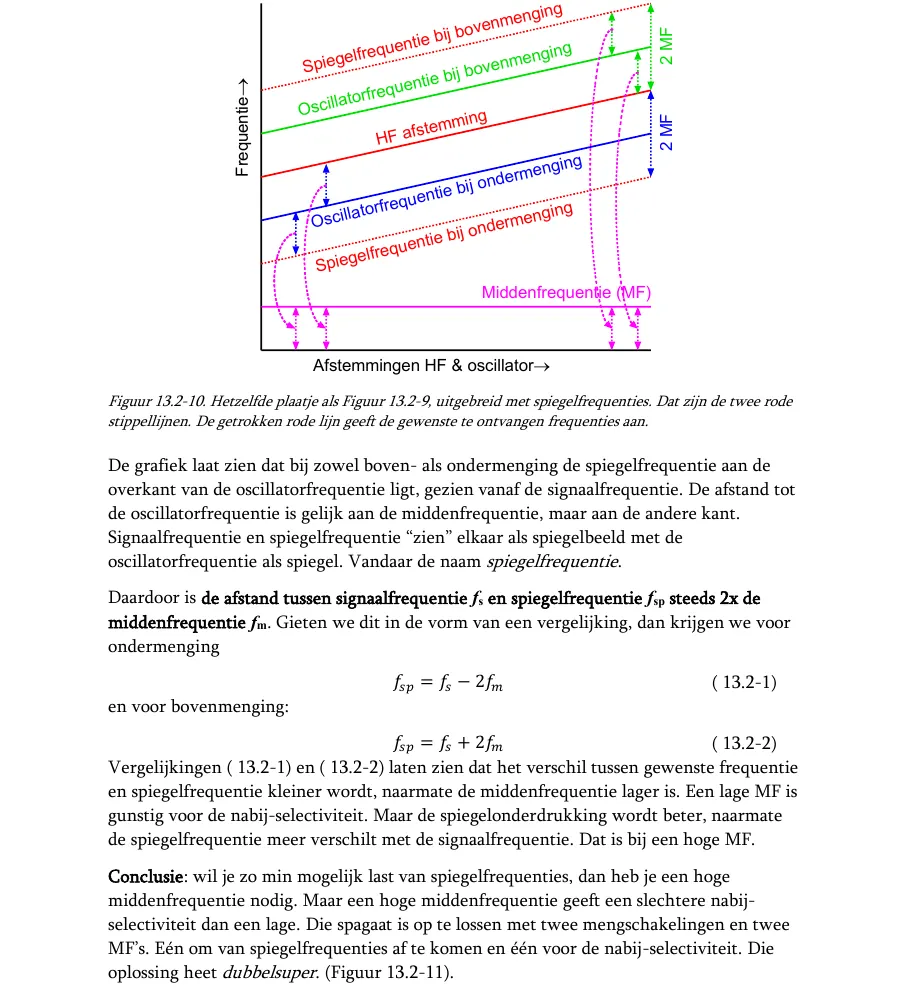 Spiegelfrequentie bij bovenmenging
Oscillatorfrequentie bij bovenmenging
HF afstemming
Oscillatorfrequentie bij ondermenging
Spiegelfrequentie bij ondermenging
Middenfrequentie (MF)
2 MF
2 MF
Frequentie→
Afstemmingen HF & oscillator→
Figuur 13.2-10. Hetzelfde plaatje als Figuur 13.2-9, uitgebreid met spiegelfrequenties. Dat zijn de twee rode
stippellijnen. De getrokken rode lijn geeft de gewenste te ontvangen frequenties aan.
De grafiek laat zien dat bij zowel boven- als ondermenging de spiegelfrequentie aan de
overkant van de oscillatorfrequentie ligt, gezien vanaf de signaalfrequentie. De afstand tot
de oscillatorfrequentie is gelijk aan de middenfrequentie, maar aan de andere kant.
Signaalfrequentie en spiegelfrequentie “zien” elkaar als spiegelbeeld met de
oscillatorfrequentie als spiegel. Vandaar de naam spiegelfrequentie.
Daardoor is de afstand tussen signaalfrequentie fs en spiegelfrequentie fsp steeds 2x de
middenfrequentie fm. Gieten we dit in de vorm van een vergelijking, dan krijgen we voor
ondermenging
fsp = fs − 2fm ( 13.2-1)
en voor bovenmenging:
fsp = fs + 2fm ( 13.2-2)
Vergelijkingen ( 13.2-1) en ( 13.2-2) laten zien dat het verschil tussen gewenste frequentie
en spiegelfrequentie kleiner wordt, naarmate de middenfrequentie lager is. Een lage MF is
gunstig voor de nabij-selectiviteit. Maar de spiegelonderdrukking wordt beter, naarmate
de spiegelfrequentie meer verschilt met de signaalfrequentie. Dat is bij een hoge MF.
Conclusie: wil je zo min mogelijk last van spiegelfrequenties, dan heb je een hoge
middenfrequentie nodig. Maar een hoge middenfrequentie geeft een slechtere nabij-
selectiviteit dan een lage. Die spagaat is op te lossen met twee mengschakelingen en twee
MF’s. Eén om van spiegelfrequenties af te komen en één voor de nabij-selectiviteit. Die
oplossing heet dubbelsuper. (Figuur 13.2-11).